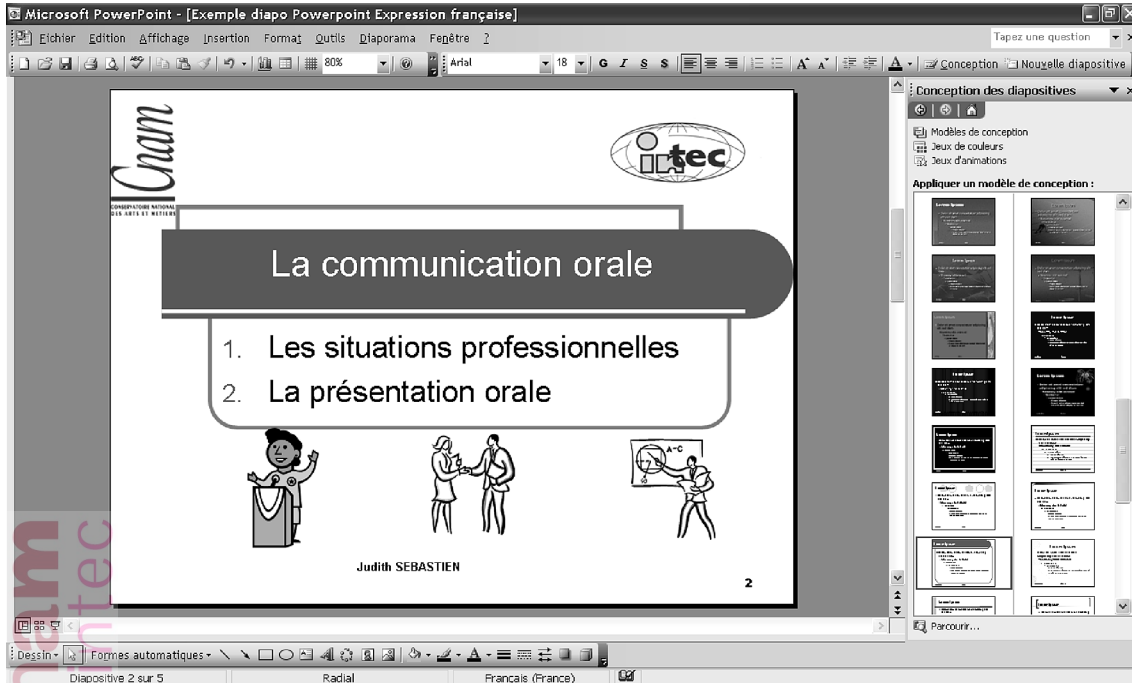 Microsoft PowerPoint - [Exemple diapo Powerpoint Expression française]
Fichier Edition Affichage Insertion Format Outils Diaporama Fenêtre ?
Tapez une question
80% Arial 18 G I S S Conception Nouvelle diapositive
Conception des diapositives
Modèles de conception
Jeux de couleurs
Jeux d'animations
Appliquer un modèle de conception :
Cnam
CONSERVATOIRE NATIONAL
DES ARTS ET METIERS
intec
La communication orale
1. Les situations professionnelles
2. La présentation orale
A-C
Judith SEBASTIEN
2
Parcourir...
Dessin Formes automatiques
Diapositive 2 sur 5 Radial Français (France)
nam
intec